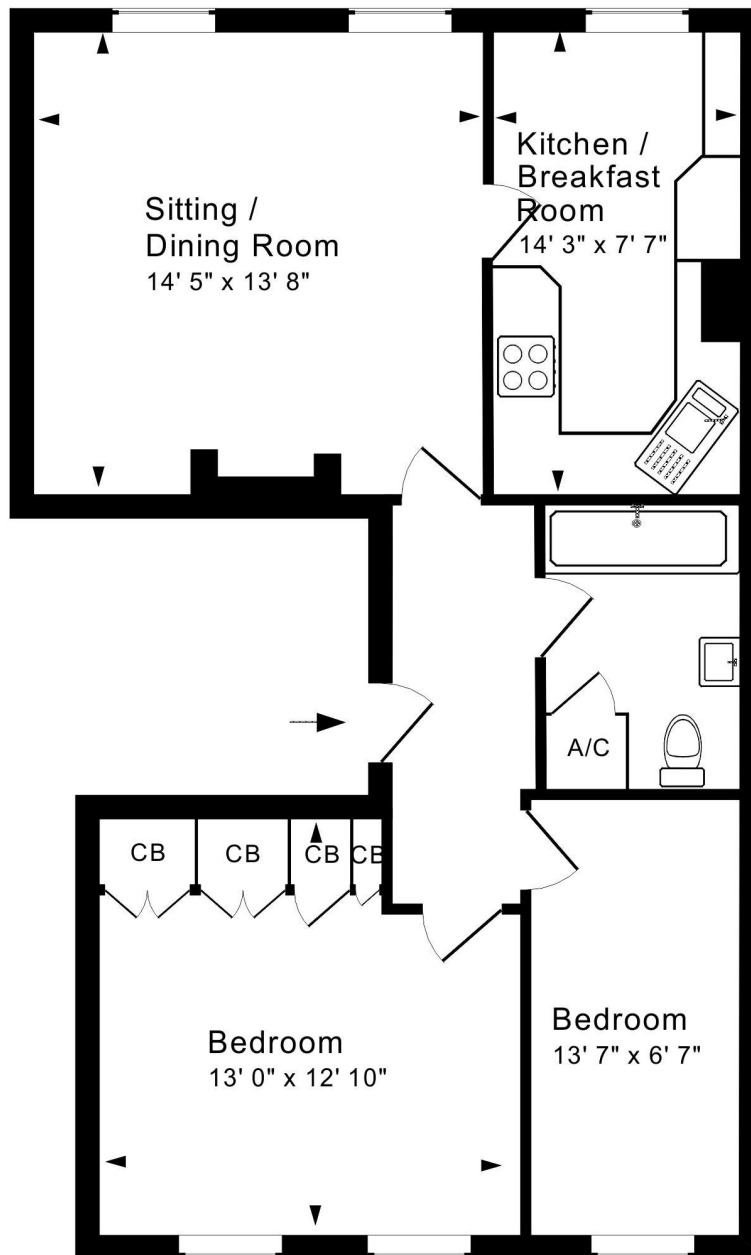 Sitting /
Dining Room
14' 5" x 13' 8"
Kitchen /
Breakfast
Room
14' 3" x 7' 7"
A/C
CB
CB
CB
CB
Bedroom
13' 0" x 12' 10"
Bedroom
13' 7" x 6' 7"